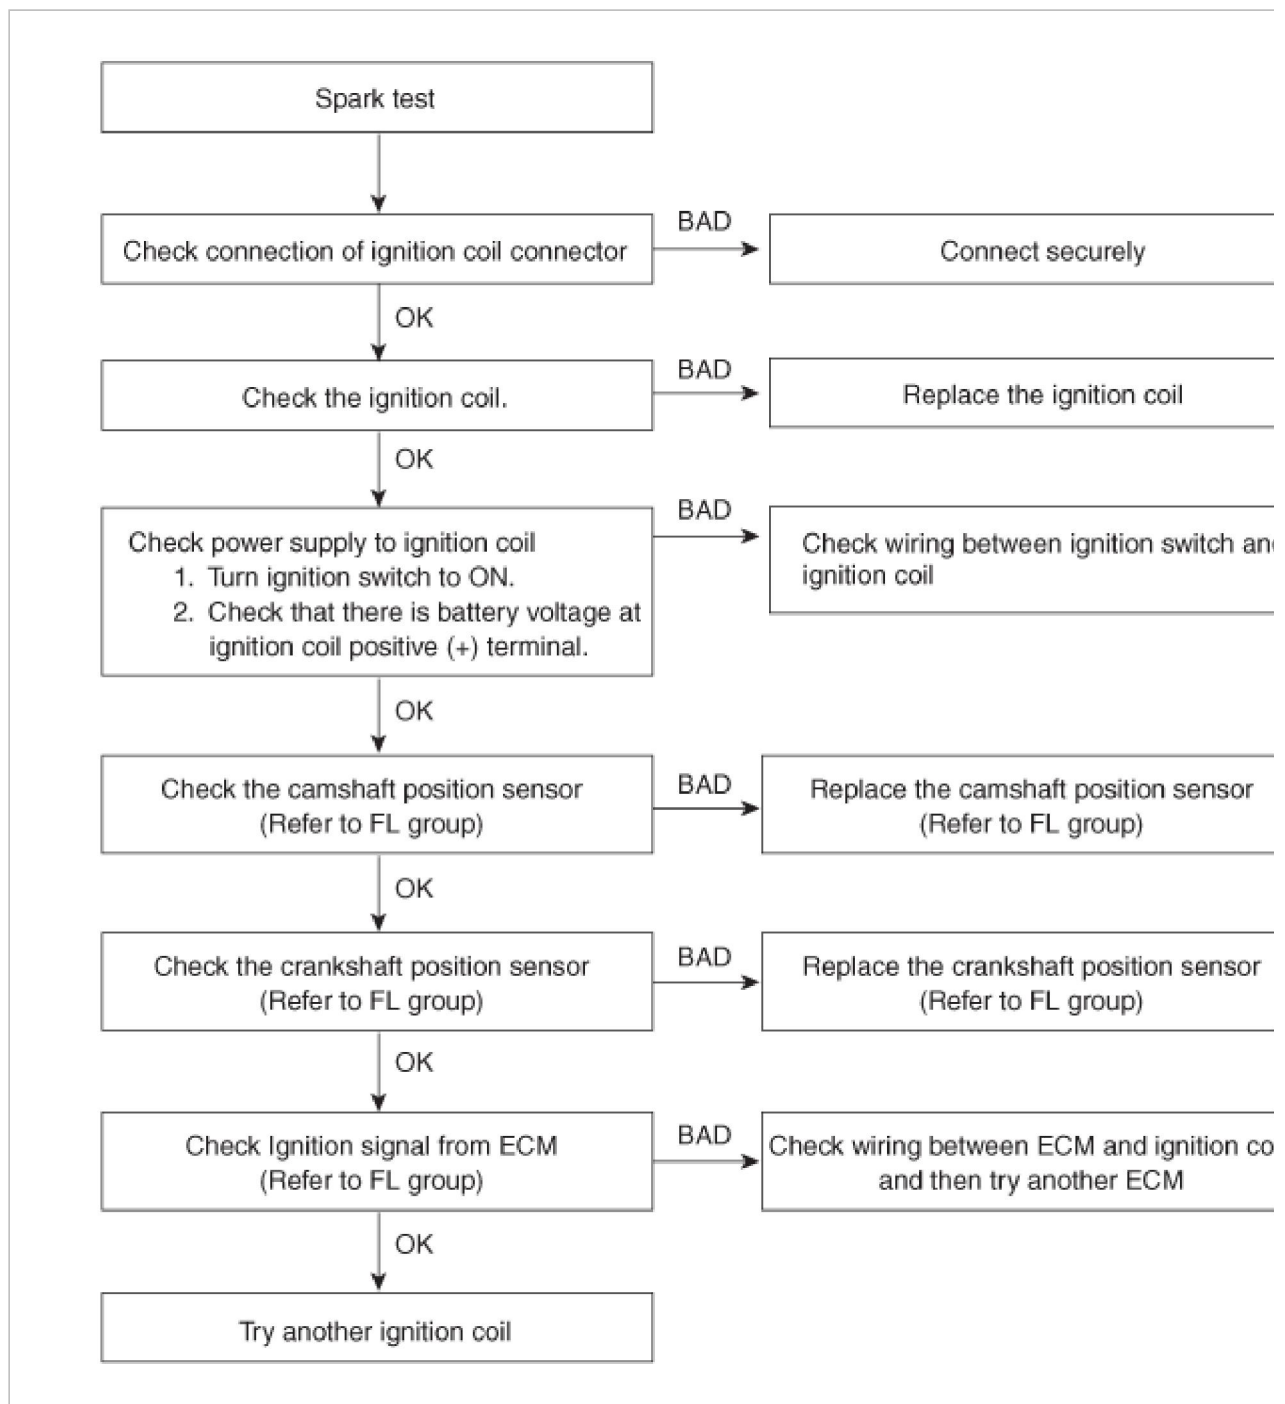 Spark test
Check connection of ignition coil connector
BAD
Connect securely
OK
Check the ignition coil.
BAD
Replace the ignition coil
OK
Check power supply to ignition coil
1. Turn ignition switch to ON.
2. Check that there is battery voltage at
ignition coil positive (+) terminal.
BAD
Check wiring between ignition switch
ignition coil
OK
Check the camshaft position sensor
(Refer to FL group)
BAD
Replace the camshaft position sensor
(Refer to FL group)
OK
Check the crankshaft position sensor
(Refer to FL group)
BAD
Replace the crankshaft position sensor
(Refer to FL group)
OK
Check Ignition signal from ECM
(Refer to FL group)
BAD
Check wiring between ECM and ignition
and then try another ECM
OK
Try another ignition coil